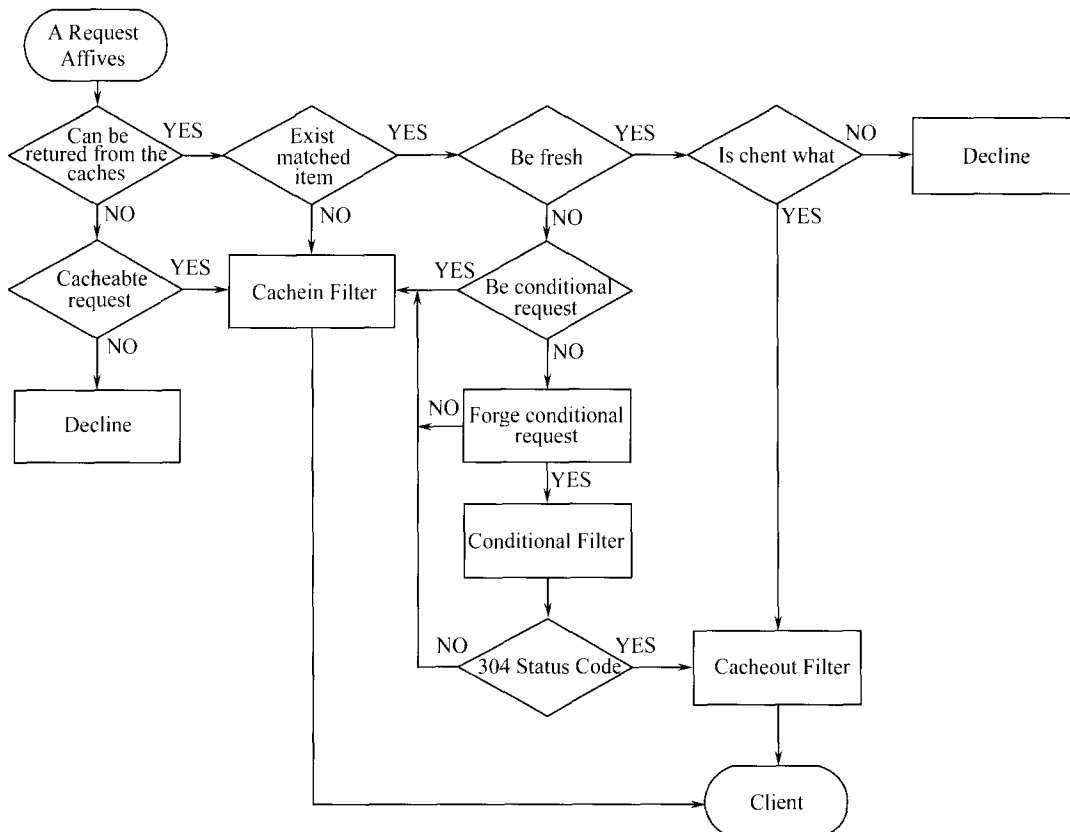 A Request
Affives
Can be
retured from the
caches
YES
Exist
matched
item
YES
Be fresh
YES
Is chent what
NO
Decline
NO
NO
NO
YES
Cacheabte
request
YES
Cachein Filter
YES
Be conditional
request
NO
NO
Decline
NO
Forge conditional
request
YES
Conditional Filter
NO
304 Status Code
YES
Cacheout Filter
Client